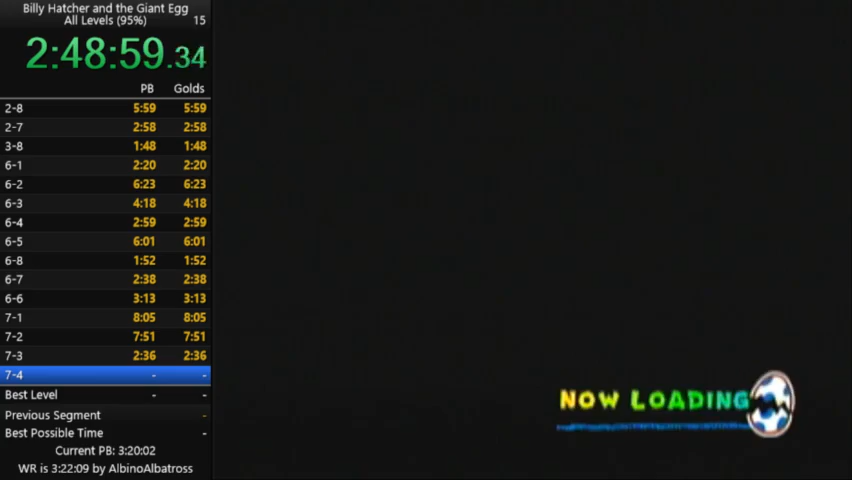 Billy Hatcher and the Giant Egg
All Levels (95%) 15
2:48:59.34
PB Golds
2-8 5:59 5:59
2-7 2:58 2:58
3-8 1:48 1:48
6-1 2:20 2:20
6-2 6:23 6:23
6-3 4:18 4:18
6-4 2:59 2:59
6-5 6:01 6:01
6-8 1:52 1:52
6-7 2:38 2:38
6-6 3:13 3:13
7-1 8:05 8:05
7-2 7:51 7:51
7-3 2:36 2:36
7-4 - -
Best Level - -
Previous Segment -
Best Possible Time -
Current PB: 3:20:02
WR is 3:22:09 by AlbinoAlbatross
NOW LOADING